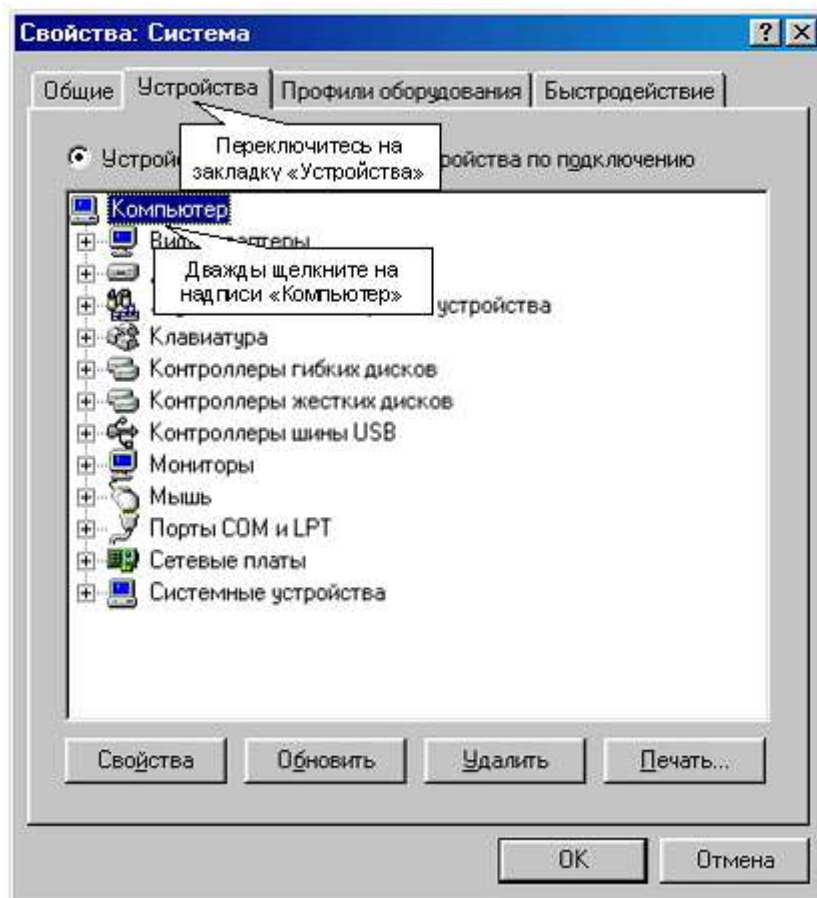 Свойства: Система
Общие Устройства Профили оборудования Быстродействие
Переключитесь на
закладку «Устройства»
по подключению
Компьютер
Дважды щелкните на
надписи «Компьютер»
устройства
Клавиатура
Контроллеры гибких дисков
Контроллеры жестких дисков
Контроллеры шины USB
Мониторы
Мышь
Порты COM и LPT
Сетевые платы
Системные устройства
Свойства Обновить Удалить Печать...
OK Отмена